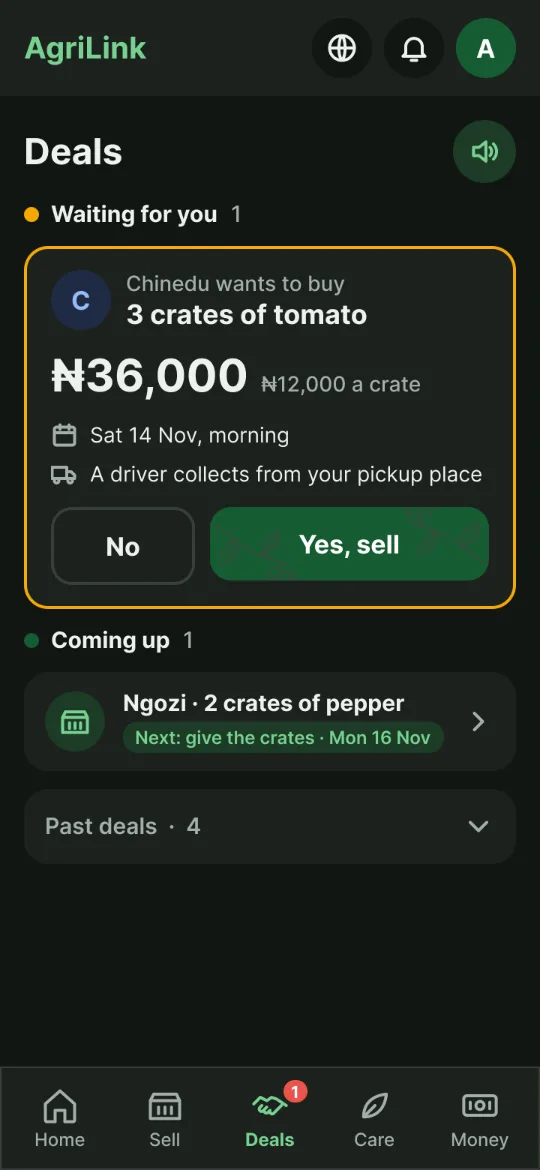 AgriLink
A
Deals
Waiting for you 1
C
Chinedu wants to buy
3 crates of tomato
₦36,000 ₦12,000 a crate
Sat 14 Nov, morning
A driver collects from your pickup place
No
Yes, sell
Coming up 1
Ngozi · 2 crates of pepper
Next: give the crates · Mon 16 Nov
Past deals · 4
1
Home
Sell
Deals
Care
Money